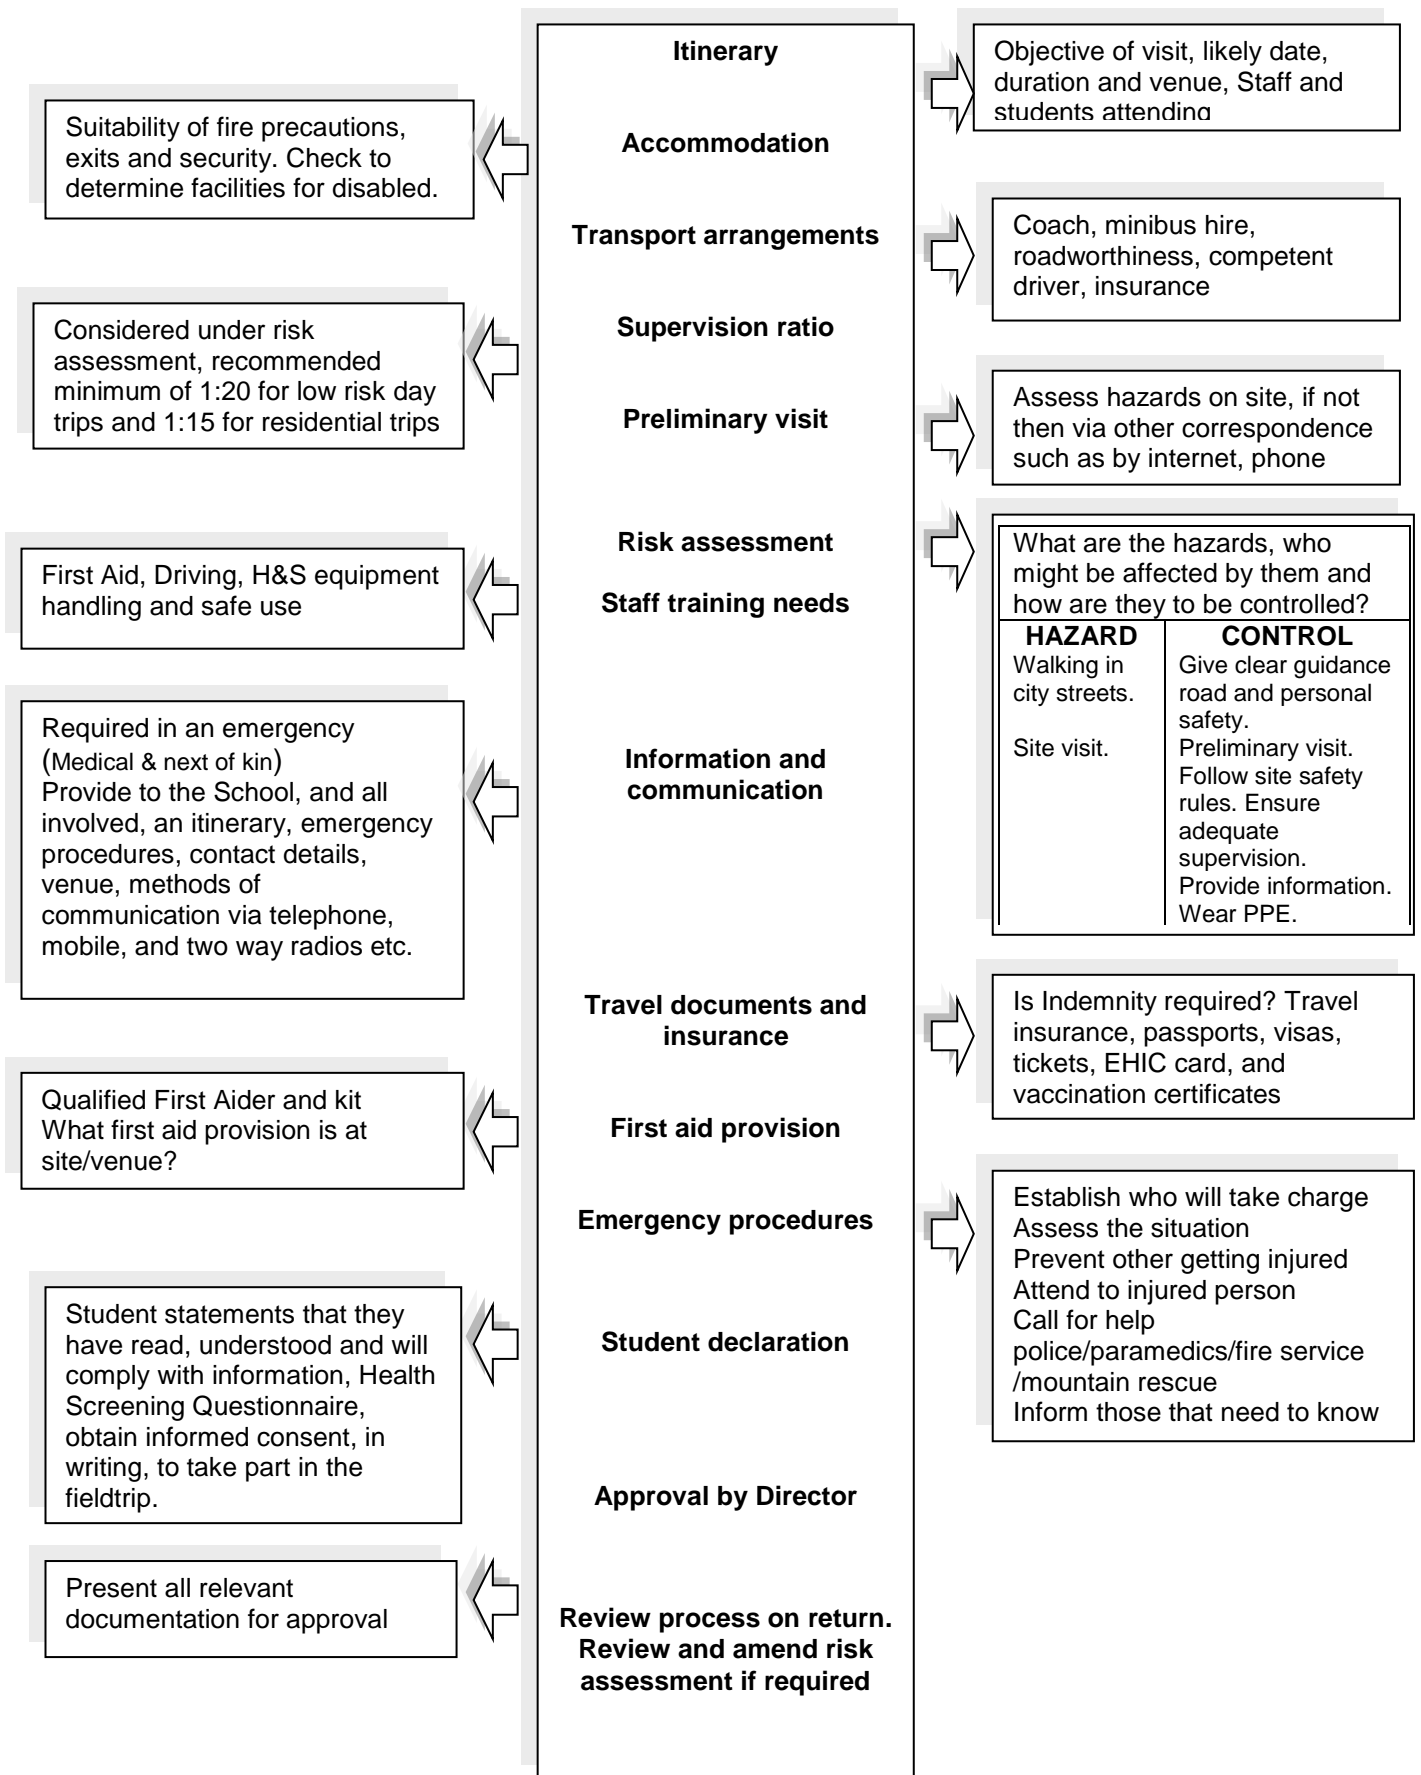 Itinerary
Objective of visit, likely date,
duration and venue, Staff and
students attending
Accommodation
Suitability of fire precautions,
exits and security. Check to
determine facilities for disabled.
Transport arrangements
Coach, minibus hire,
roadworthiness, competent
driver, insurance
Supervision ratio
Considered under risk
assessment, recommended
minimum of 1:20 for low risk day
trips and 1:15 for residential trips
Preliminary visit
Assess hazards on site, if not
then via other correspondence
such as by internet, phone
Risk assessment
What are the hazards, who
might be affected by them and
how are they to be controlled?
HAZARD
Walking in
city streets.
Site visit.
CONTROL
Give clear guidance
road and personal
safety.
Preliminary visit.
Follow site safety
rules. Ensure
adequate
supervision.
Provide information.
Wear PPE.
Staff training needs
First Aid, Driving, H&S equipment
handling and safe use
Information and
communication
Required in an emergency
(Medical & next of kin)
Provide to the School, and all
involved, an itinerary, emergency
procedures, contact details,
venue, methods of
communication via telephone,
mobile, and two way radios etc.
Travel documents and
insurance
Is Indemnity required? Travel
insurance, passports, visas,
tickets, EHIC card, and
vaccination certificates
First aid provision
Qualified First Aider and kit
What first aid provision is at
site/venue?
Emergency procedures
Establish who will take charge
Assess the situation
Prevent other getting injured
Attend to injured person
Call for help
police/paramedics/fire service
/mountain rescue
Inform those that need to know
Student declaration
Student statements that they
have read, understood and will
comply with information, Health
Screening Questionnaire,
obtain informed consent, in
writing, to take part in the
fieldtrip.
Approval by Director
Present all relevant
documentation for approval
Review process on return.
Review and amend risk
assessment if required